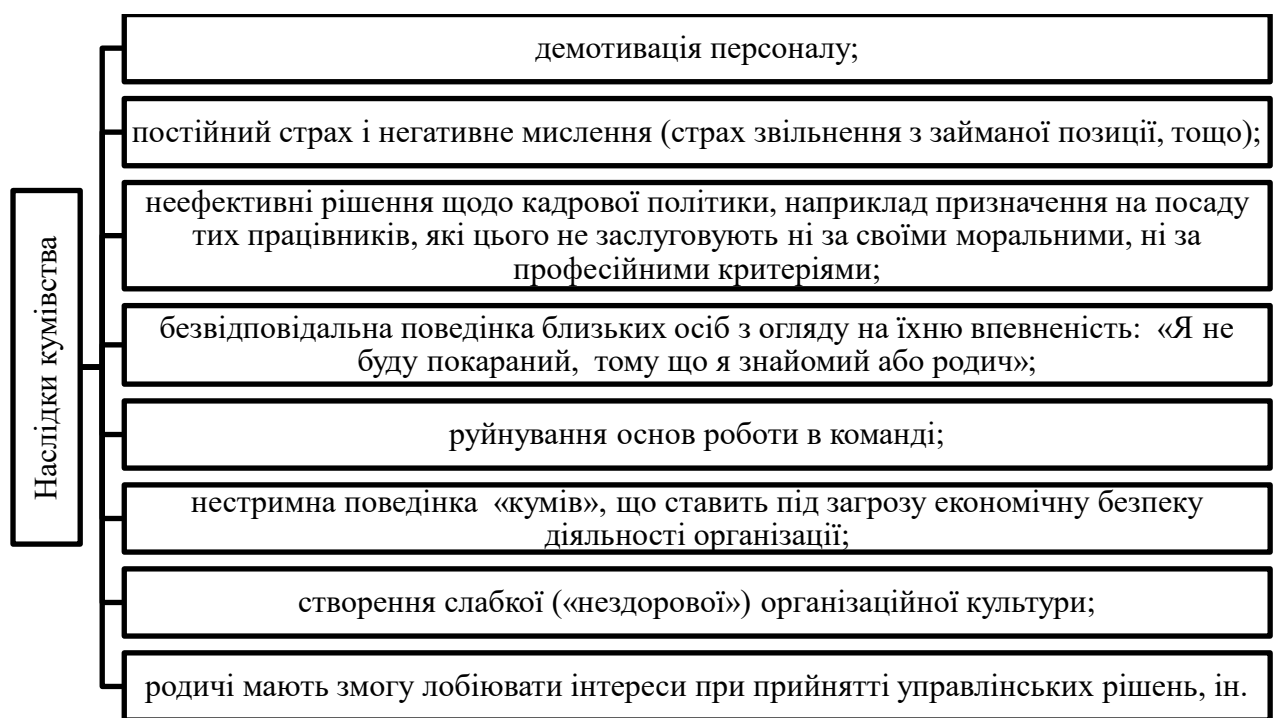 Наслідки кумівства
демотивація персоналу;
постійний страх і негативне мислення (страх звільнення з займаної позиції, тощо);
неефективні рішення щодо кадрової політики, наприклад призначення на посаду
тих працівників, які цього не заслуговують ні за своїми моральними, ні за
професійними критеріями;
безвідповідальна поведінка близьких осіб з огляду на їхню впевненість: «Я не
буду покараний, тому що я знайомий або родич»;
руйнування основ роботи в команді;
нестримна поведінка «кумів», що ставить під загрозу економічну безпеку
діяльності організації;
створення слабкої («нездорової») організаційної культури;
родичі мають змогу лобіювати інтереси при прийнятті управлінських рішень, ін.